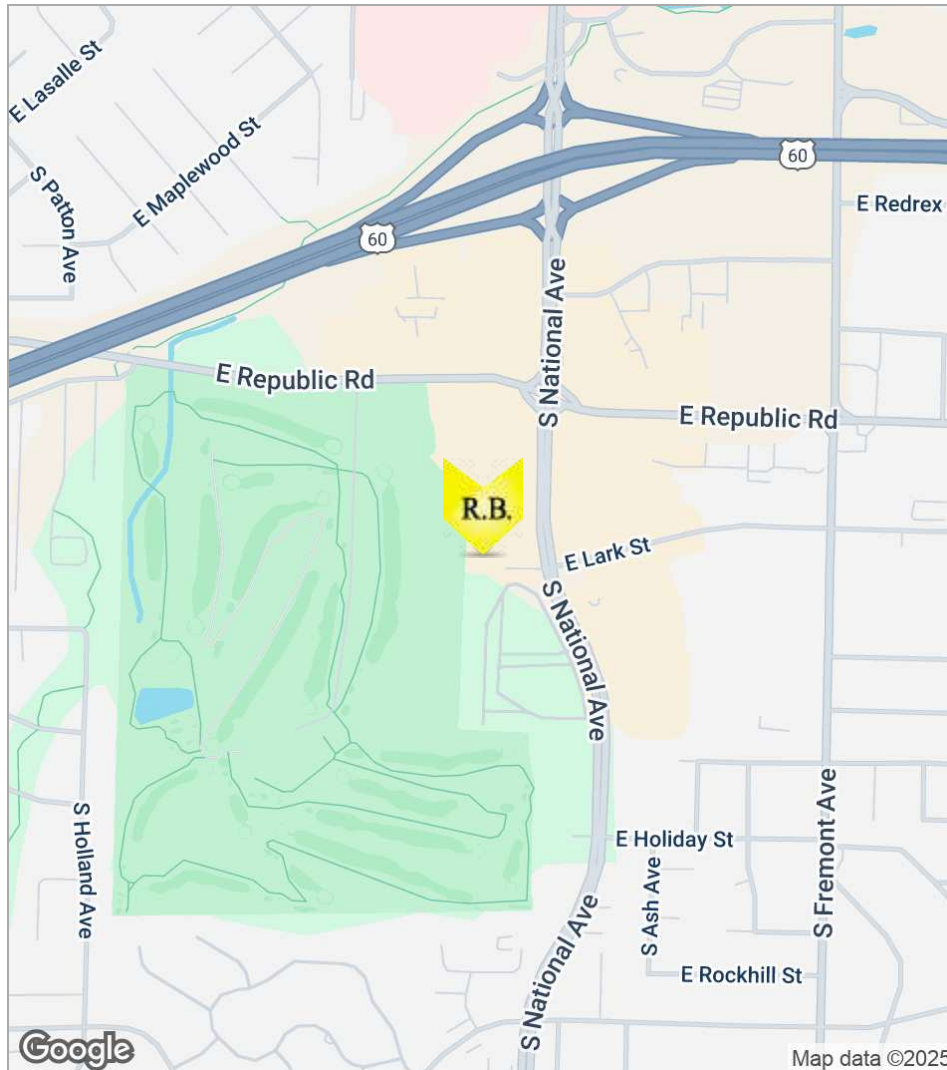 E Lasalle St
E Maplewood St
S Patton Ave
60
60
E Redrex
S National Ave
E Republic Rd
E Republic Rd
R.B.
E Lark St
S National Ave
S Holland Ave
E Holiday St
S Ash Ave
S Fremont Ave
S National Ave
E Rockhill St
Google
Map data ©2025